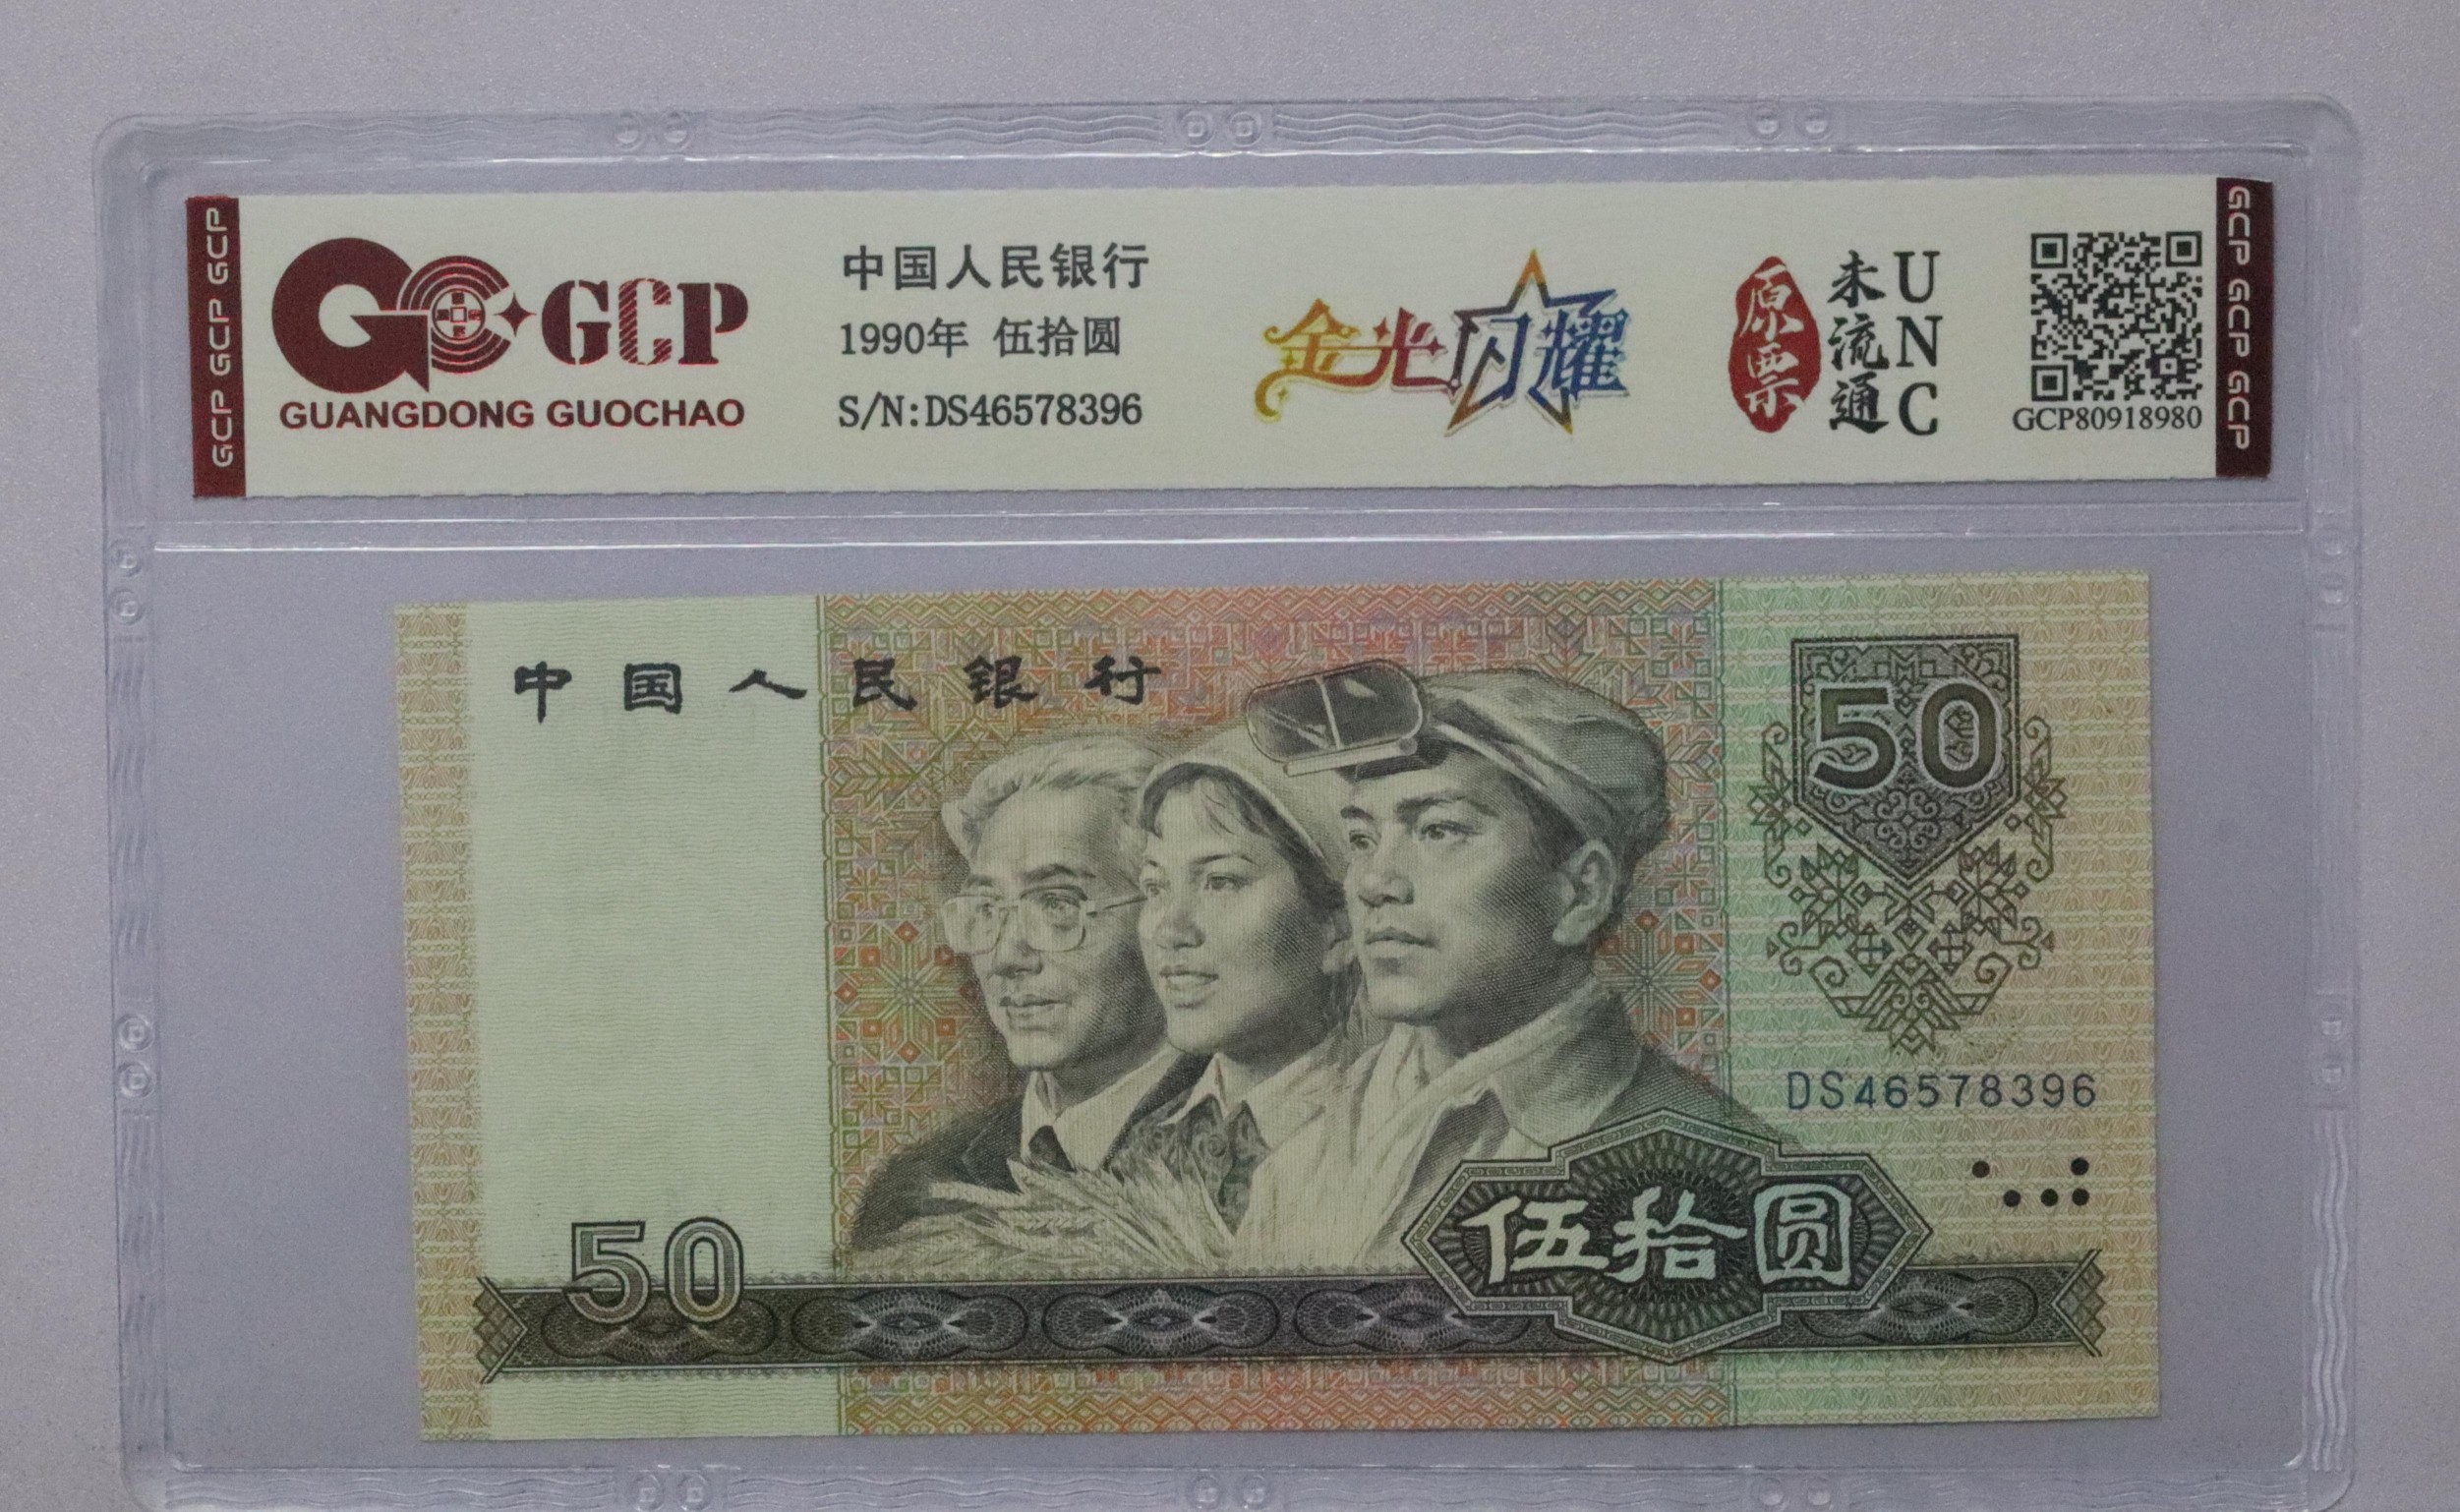 GCP GCP GCP
GCP
GUANGDONG GUOCHAO
中国人民银行
1990年 伍拾圆
S/N:DS46578396
金光闪耀
原票
未流通
UNC
GCP80918980
GCP GCP GCP
中国人民银行
50
DS46578396
50
伍拾圆